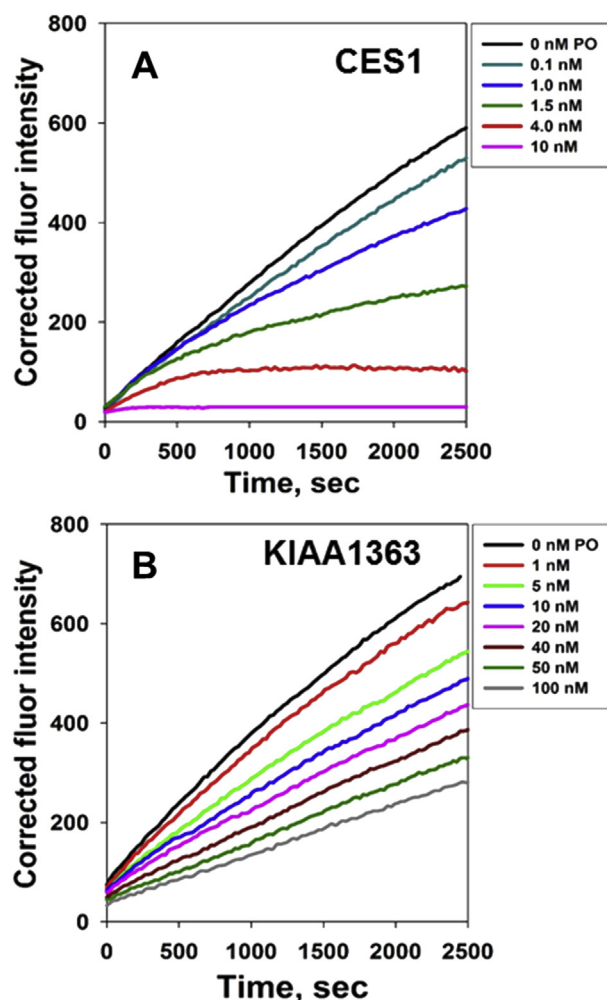 800
A
CES1
0 nM PO
0.1 nM
1.0 nM
1.5 nM
4.0 nM
10 nM
600
400
200
0
Corrected fluor intensity
0 500 1000 1500 2000 2500
Time, sec
800
B
KIAA1363
0 nM PO
1 nM
5 nM
10 nM
20 nM
40 nM
50 nM
100 nM
600
400
200
0
Corrected fluor intensity
0 500 1000 1500 2000 2500
Time, sec